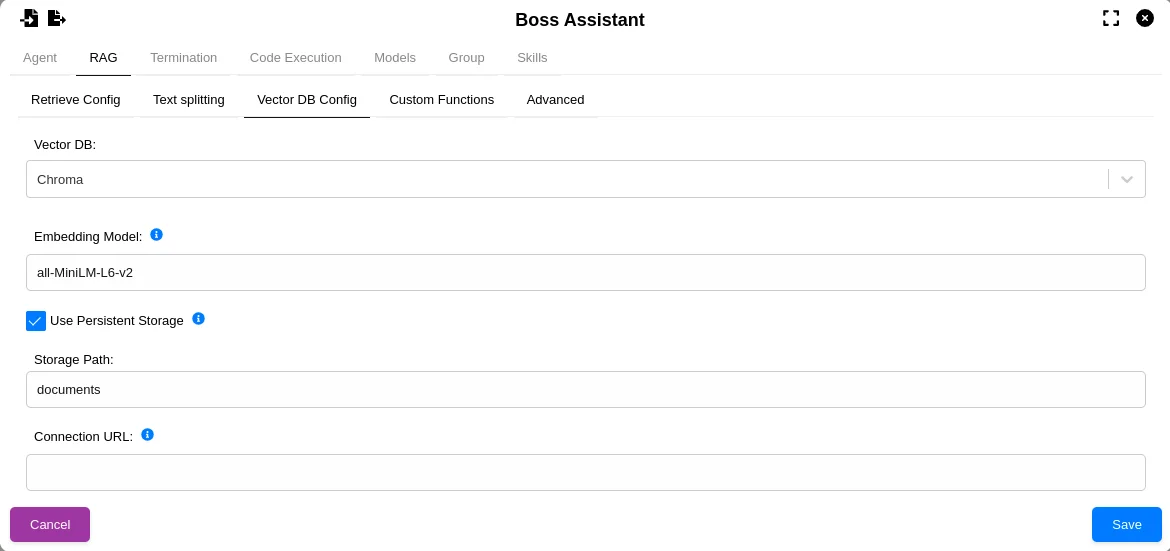 Boss Assistant
Agent RAG Termination Code Execution Models Group Skills
Retrieve Config Text splitting Vector DB Config Custom Functions Advanced
Vector DB:
Chroma
Embedding Model:
all-MiniLM-L6-v2
Use Persistent Storage
Storage Path:
documents
Connection URL:
Cancel Save